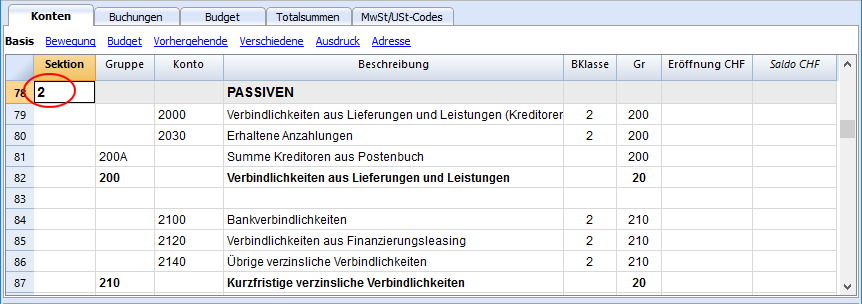 Konten Buchungen Budget Totalsummen MwSt/USt-Codes
Basis Bewegung Budget Vorhergehende Verschiedene Ausdruck Adresse
Sektion Gruppe Konto Beschreibung BKlasse Gr Eröffnung CHF Saldo CHF
78 2 PASSIVEN
79 2000 Verbindlichkeiten aus Lieferungen und Leistungen (Kreditoren 2 200
80 2030 Erhaltene Anzahlungen 2 200
81 200A Summe Kreditoren aus Postenbuch 200
82 200 Verbindlichkeiten aus Lieferungen und Leistungen 20
83
84 2100 Bankverbindlichkeiten 2 210
85 2120 Verbindlichkeiten aus Finanzierungsleasing 2 210
86 2140 Übrige verzinsliche Verbindlichkeiten 2 210
87 210 Kurzfristige verzinsliche Verbindlichkeiten 20